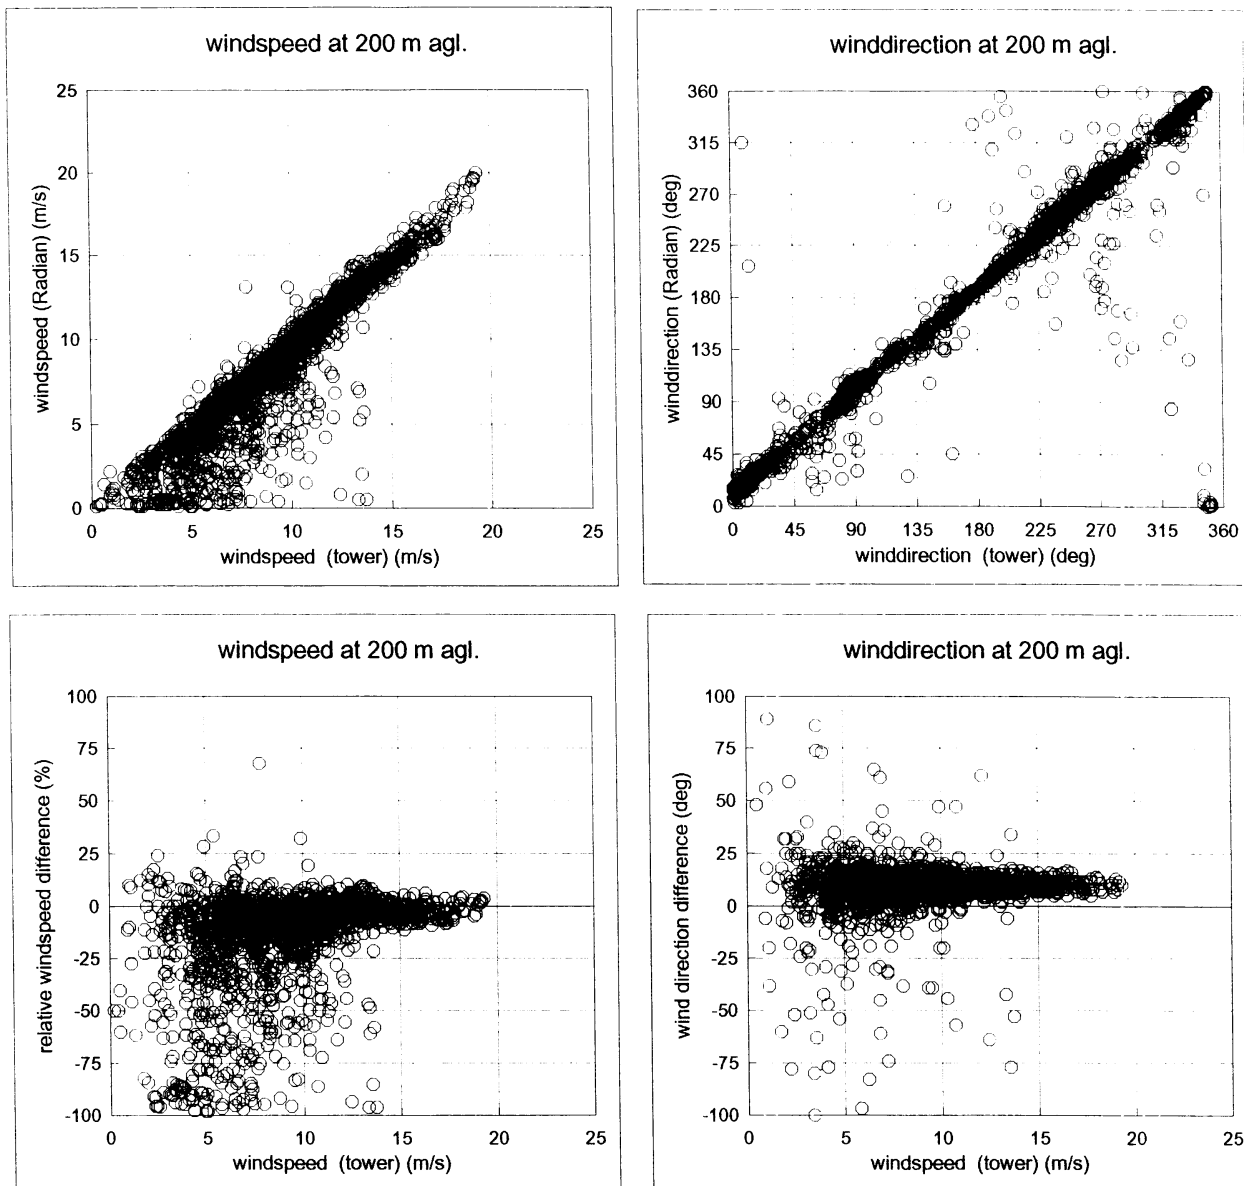 windspeed at 200 m agl.
25
20
15
10
5
0
windspeed (Radian) (m/s)
0 5 10 15 20 25
windspeed (tower) (m/s)
winddirection at 200 m agl.
360
315
270
225
180
135
90
45
0
winddirection (Radian) (deg)
0 45 90 135 180 225 270 315 360
winddirection (tower) (deg)
windspeed at 200 m agl.
100
75
50
25
0
-25
-50
-75
-100
relative windspeed difference (%)
0 5 10 15 20 25
windspeed (tower) (m/s)
winddirection at 200 m agl.
100
75
50
25
0
-25
-50
-75
-100
wind direction difference (deg)
0 5 10 15 20 25
windspeed (tower) (m/s)